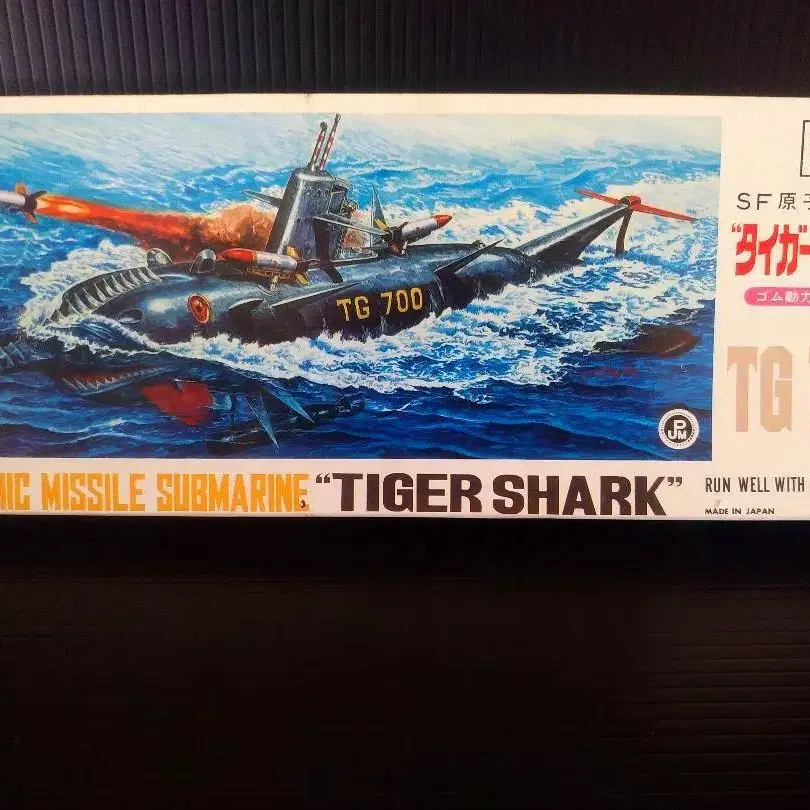 TG 700
SF原子
“タイガー
ゴム動力
TG
PJM
MIC MISSILE SUBMARINE “TIGER SHARK”
RUN WELL WITH
MADE IN JAPAN